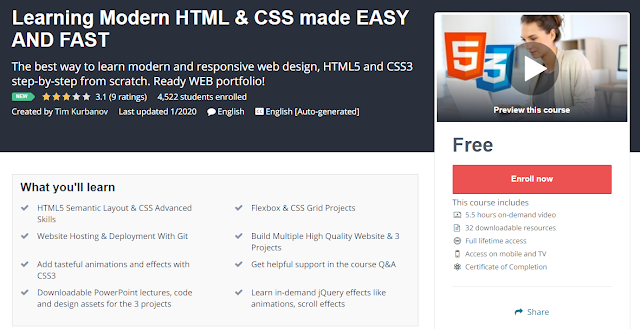 Learning Modern HTML & CSS made EASY
AND FAST
The best way to learn modern and responsive web design, HTML5 and CSS3
step-by-step from scratch. Ready WEB portfolio!
NEW 3.1 (9 ratings) 4,522 students enrolled
Created by Tim Kurbanov Last updated 1/2020 English English [Auto-generated]
5 3
Preview this course
Free
Enroll now
This course includes
5.5 hours on-demand video
32 downloadable resources
Full lifetime access
Access on mobile and TV
Certificate of Completion
Share
What you'll learn
HTML5 Semantic Layout & CSS Advanced
Skills
Website Hosting & Deployment With Git
Add tasteful animations and effects with
CSS3
Downloadable PowerPoint lectures, code
and design assets for the 3 projects
Flexbox & CSS Grid Projects
Build Multiple High Quality Website & 3
Projects
Get helpful support in the course Q&A
Learn in-demand jQuery effects like
animations, scroll effects